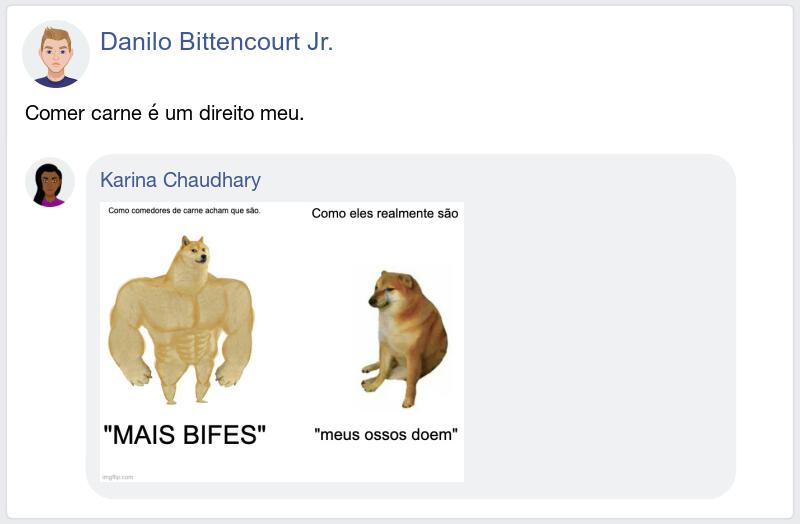 Danilo Bittencourt Jr.
Comer carne é um direito meu.
Karina Chaudhary
Como comedores de carne acham que são.
Como eles realmente são
"MAIS BIFES"
"meus ossos doem"
imgflip.com